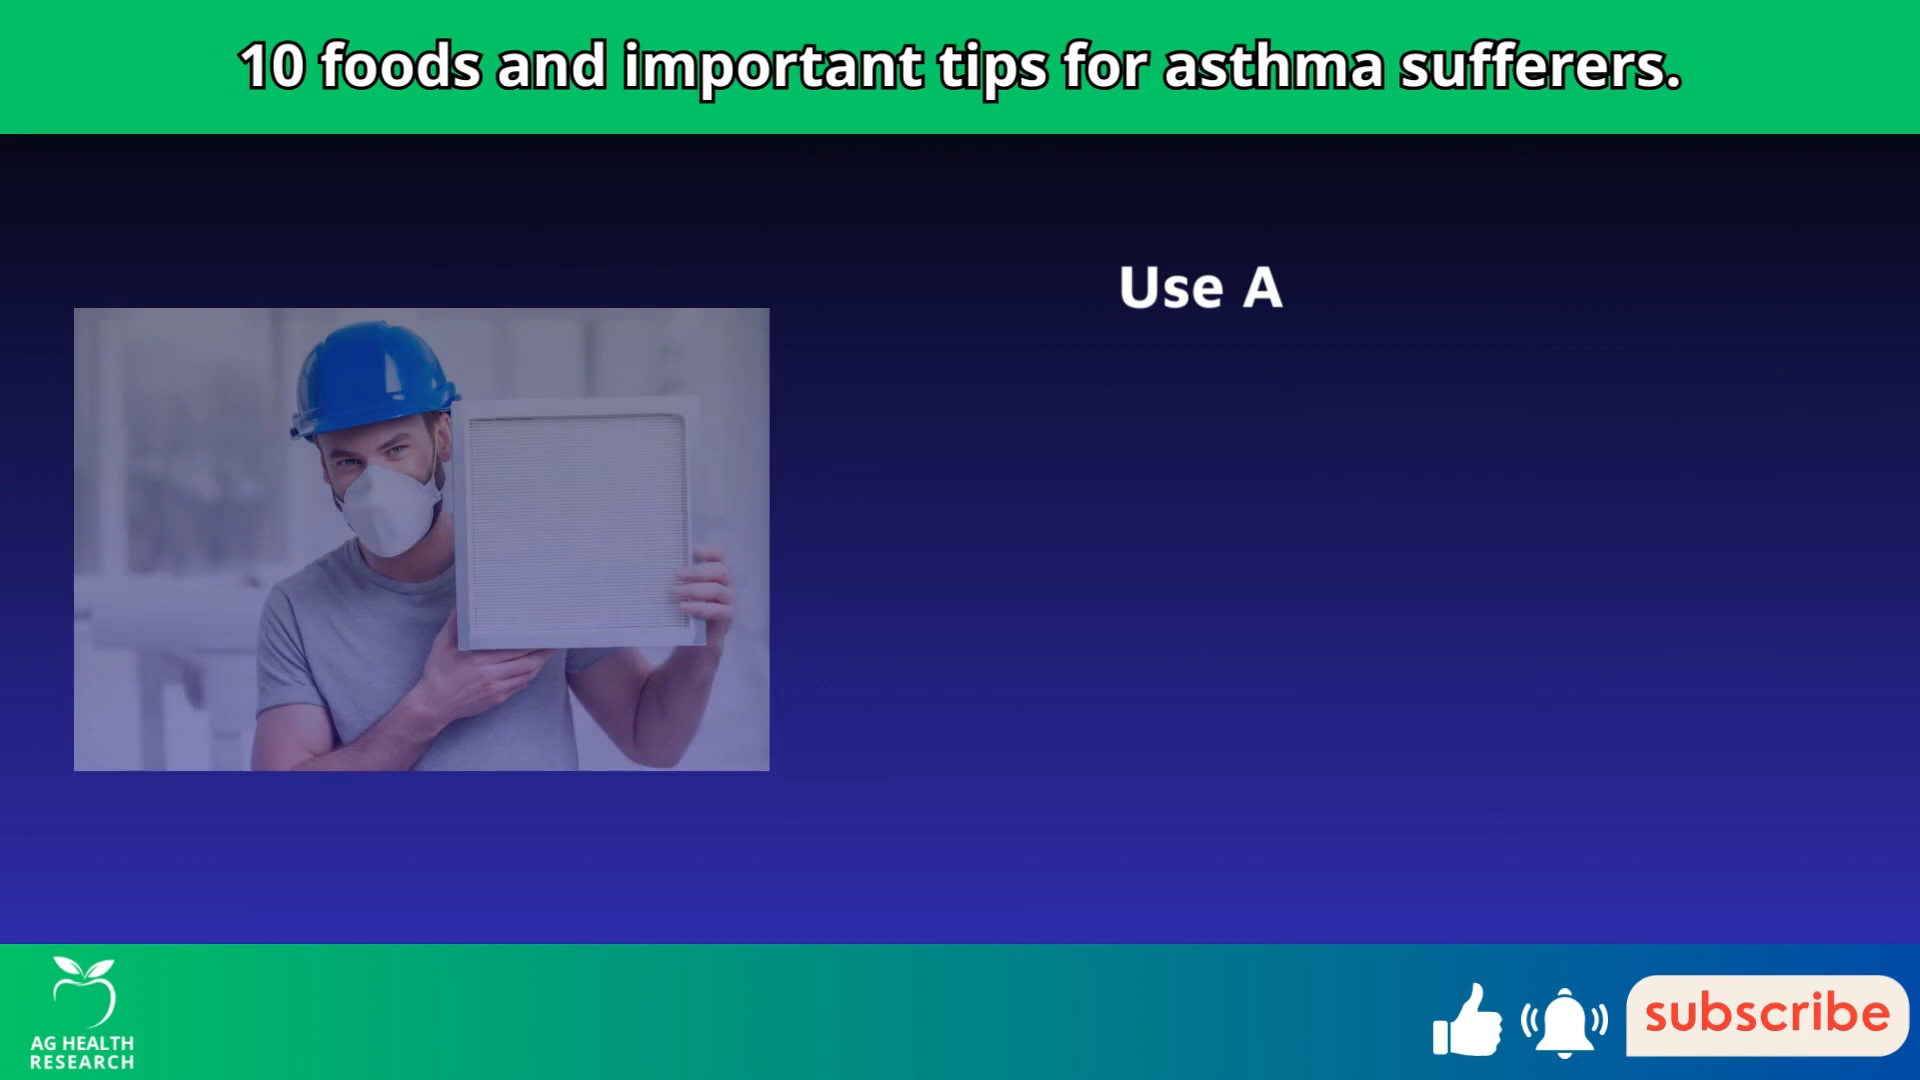 10 foods and important tips for asthma sufferers.
Use A
AG HEALTH
RESEARCH
subscribe